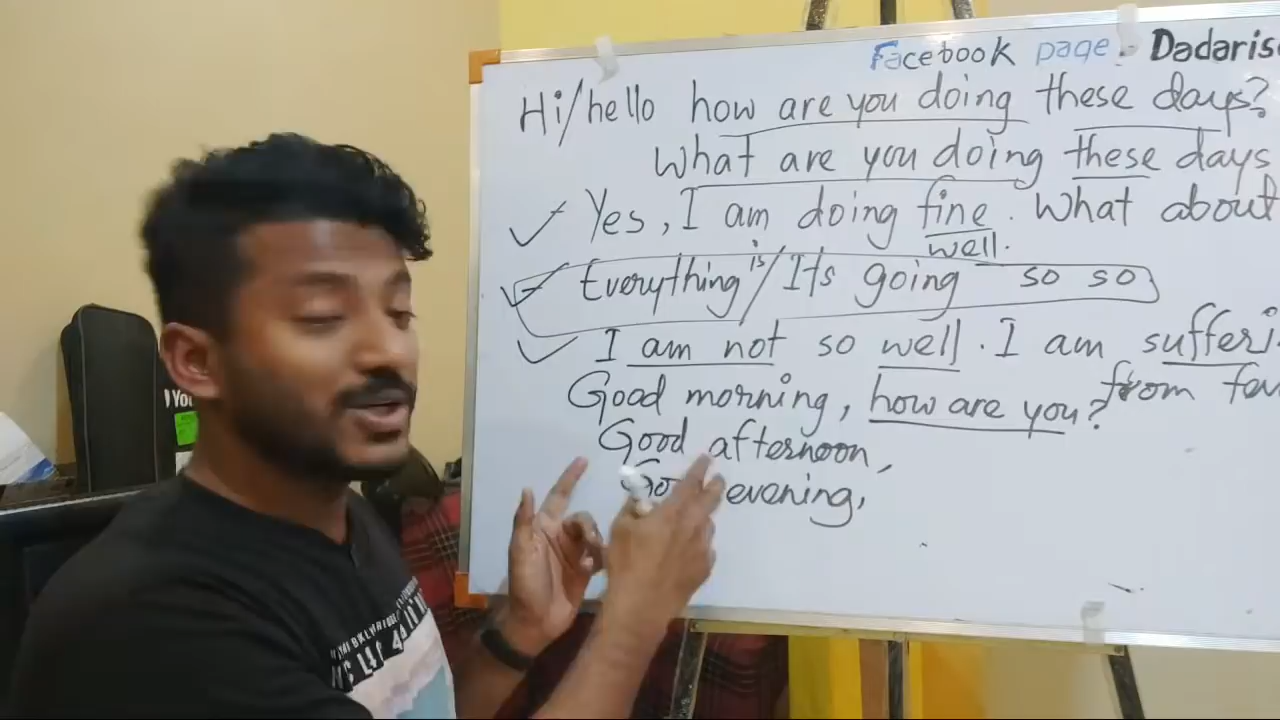 Facebook page:- Dadaris
Hi/hello how are you doing these days?
What are you doing these days
Yes, I am doing fine. What about
well.
Everything is/Its going so so
I am not so well. I am sufferi
from fev
Good morning, how are you?
Good afternoon,
evening,